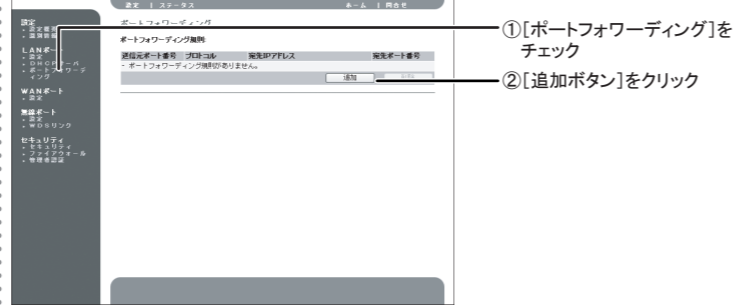 設定 | ステータス
ホーム | 問合せ
設定
・設定概要
・識別情報
LANポート
・設定
・DHCPサーバ
・ポートフォワーディング
WANポート
・設定
無線ポート
・設定
・WDSリンク
セキュリティ
・セキュリティ
・ファイアウォール
・管理者認証
ポートフォワーディング
ポートフォワーディング規則:
送信元ポート番号 プロトコル 宛先IPアドレス 宛先ポート番号
- ポートフォワーディング規則がありません。
追加
①[ポートフォワーディング]を
チェック
②[追加ボタン]をクリック